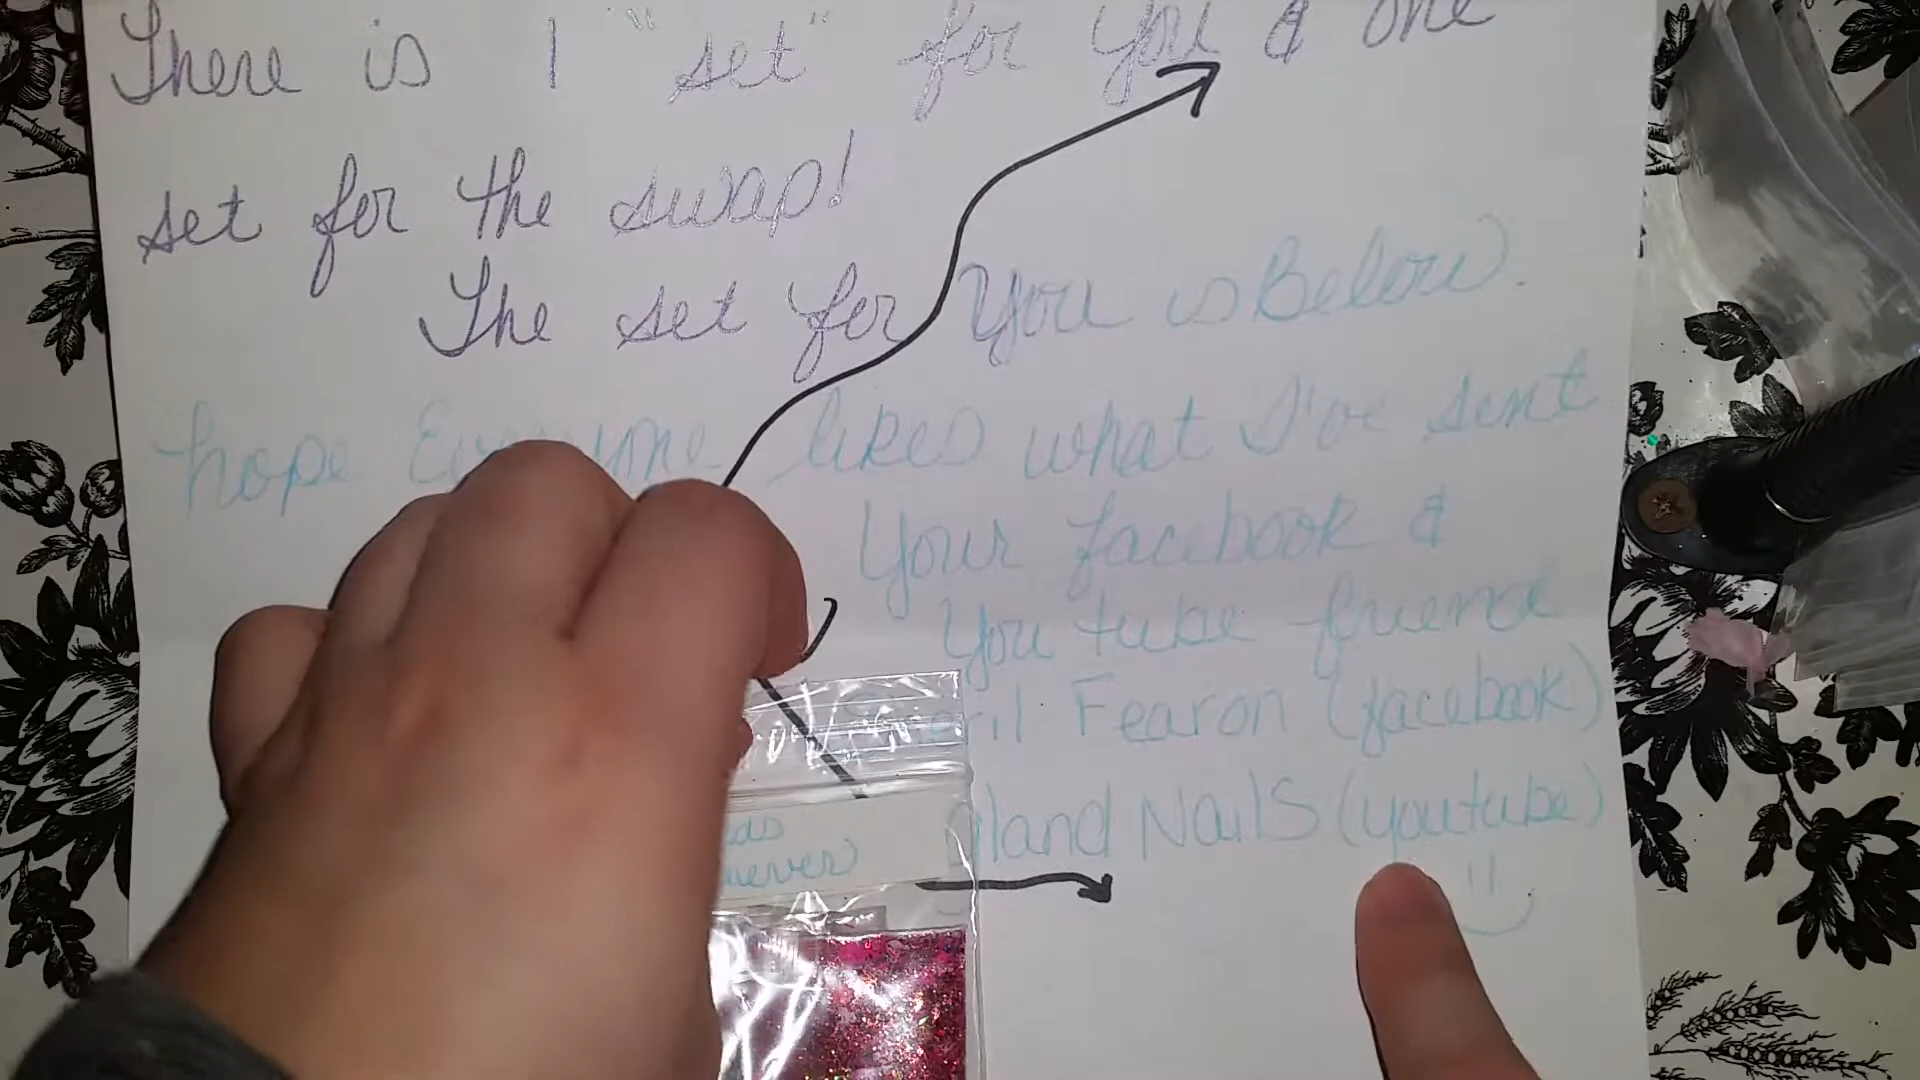 There is 1 "set" for you & one
set for the swap!
The set for You is Below.
hope likes what I've sent
Your facebook &
You tube friend
Fearon (facebook)
Nails (youtube)